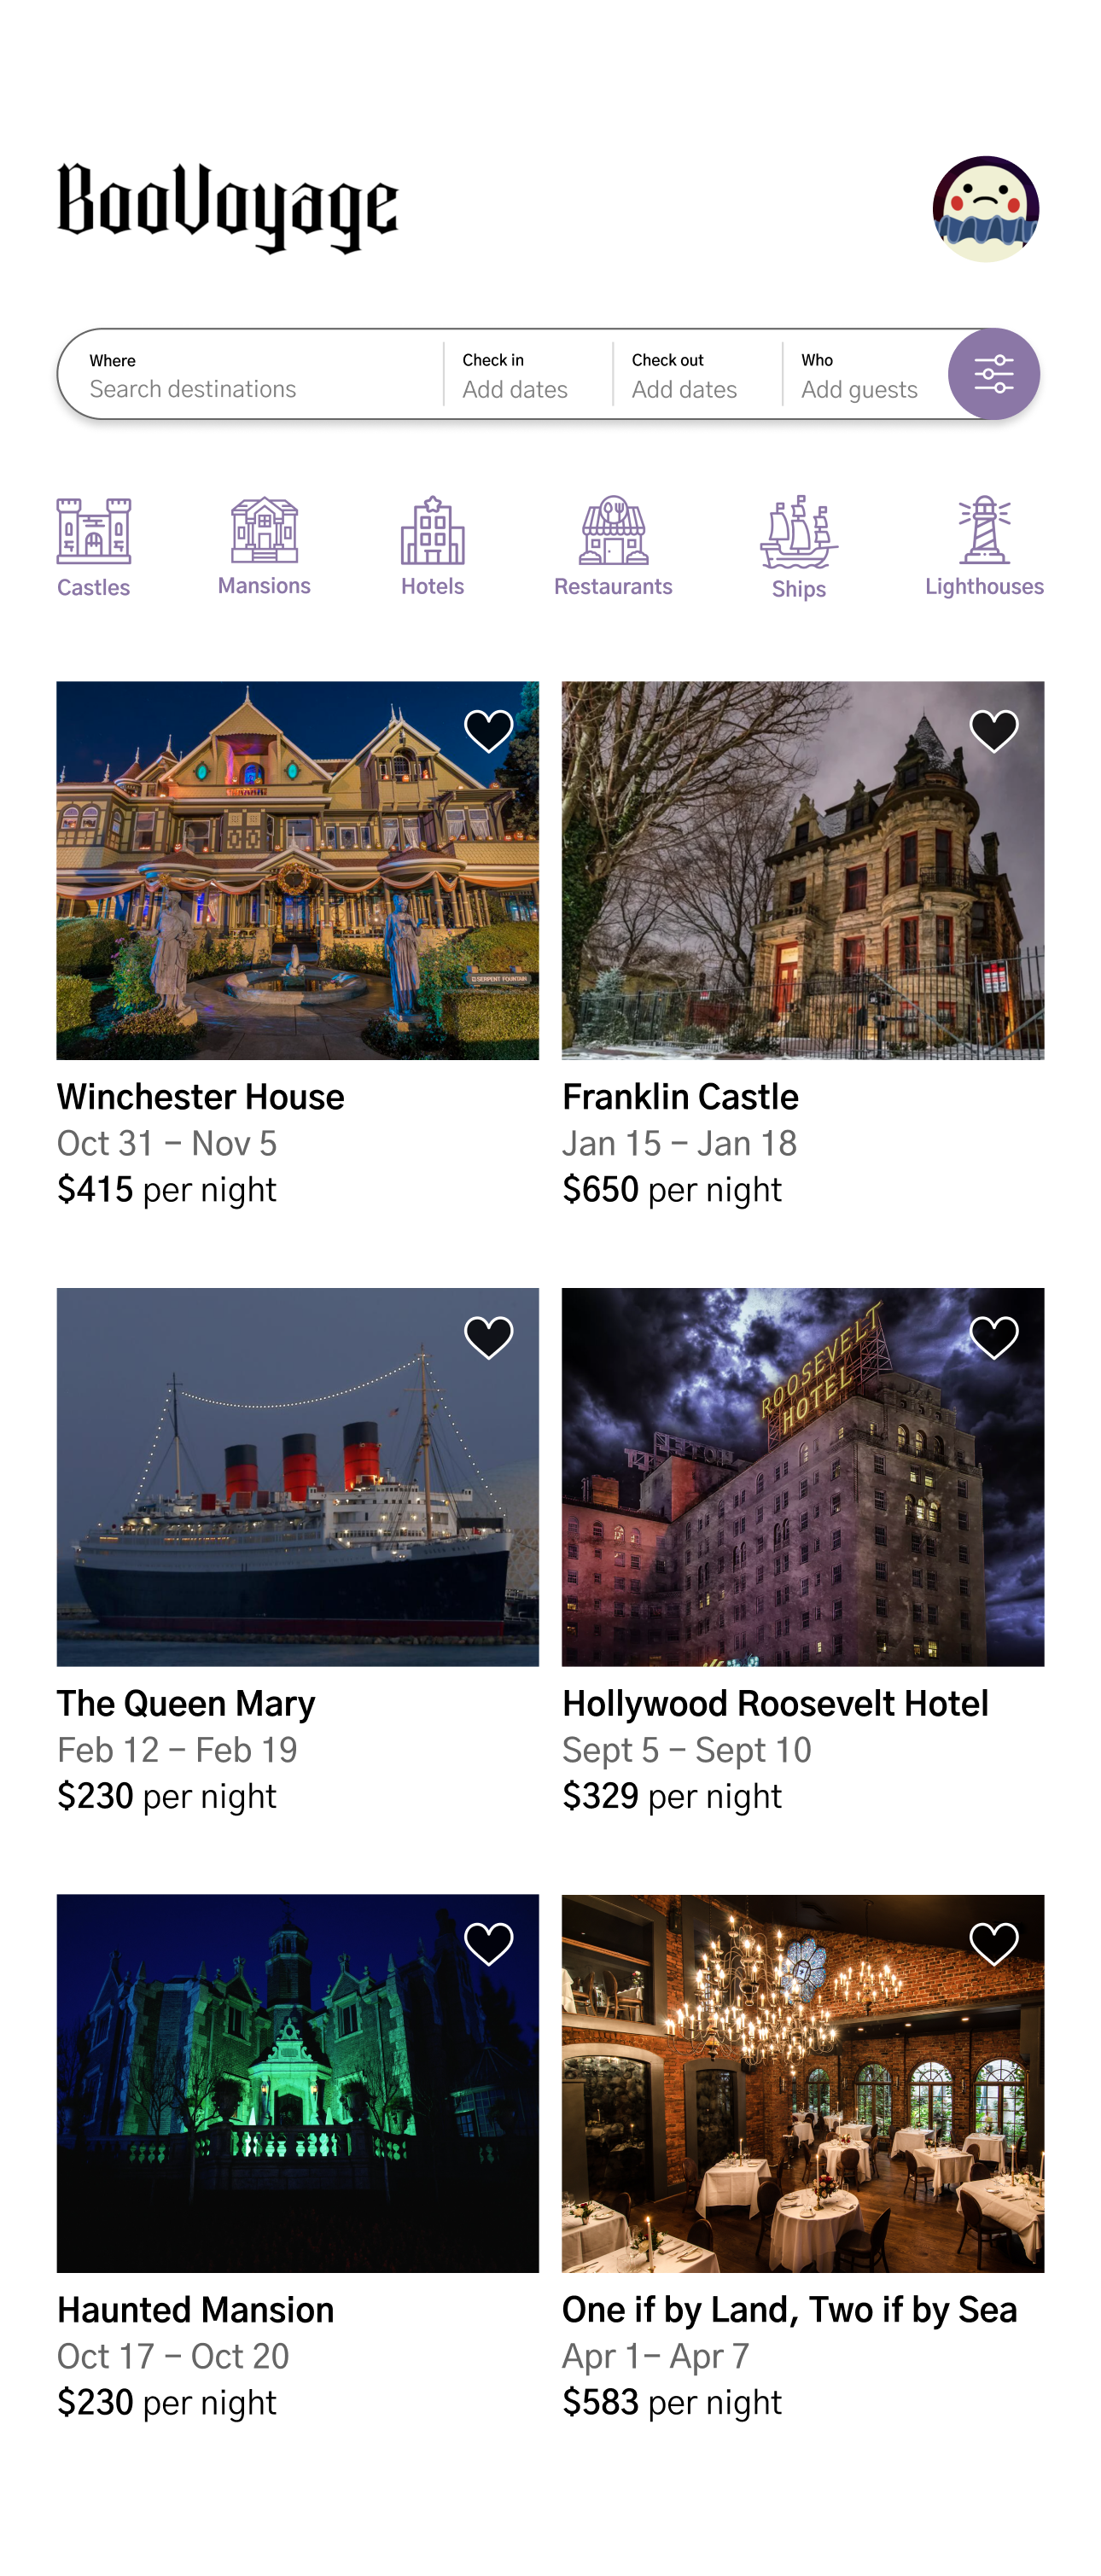 BooVoyage
Where
Search destinations
Check in
Add dates
Check out
Add dates
Who
Add guests
Castles
Mansions
Hotels
Restaurants
Ships
Lighthouses
SERPENT FOUNTAIN
Winchester House
Oct 31 – Nov 5
$415 per night
Franklin Castle
Jan 15 – Jan 18
$650 per night
ROOSEVELT
HOTEL
HOTEL
The Queen Mary
Feb 12 – Feb 19
$230 per night
Hollywood Roosevelt Hotel
Sept 5 – Sept 10
$329 per night
Haunted Mansion
Oct 17 – Oct 20
$230 per night
One if by Land, Two if by Sea
Apr 1– Apr 7
$583 per night